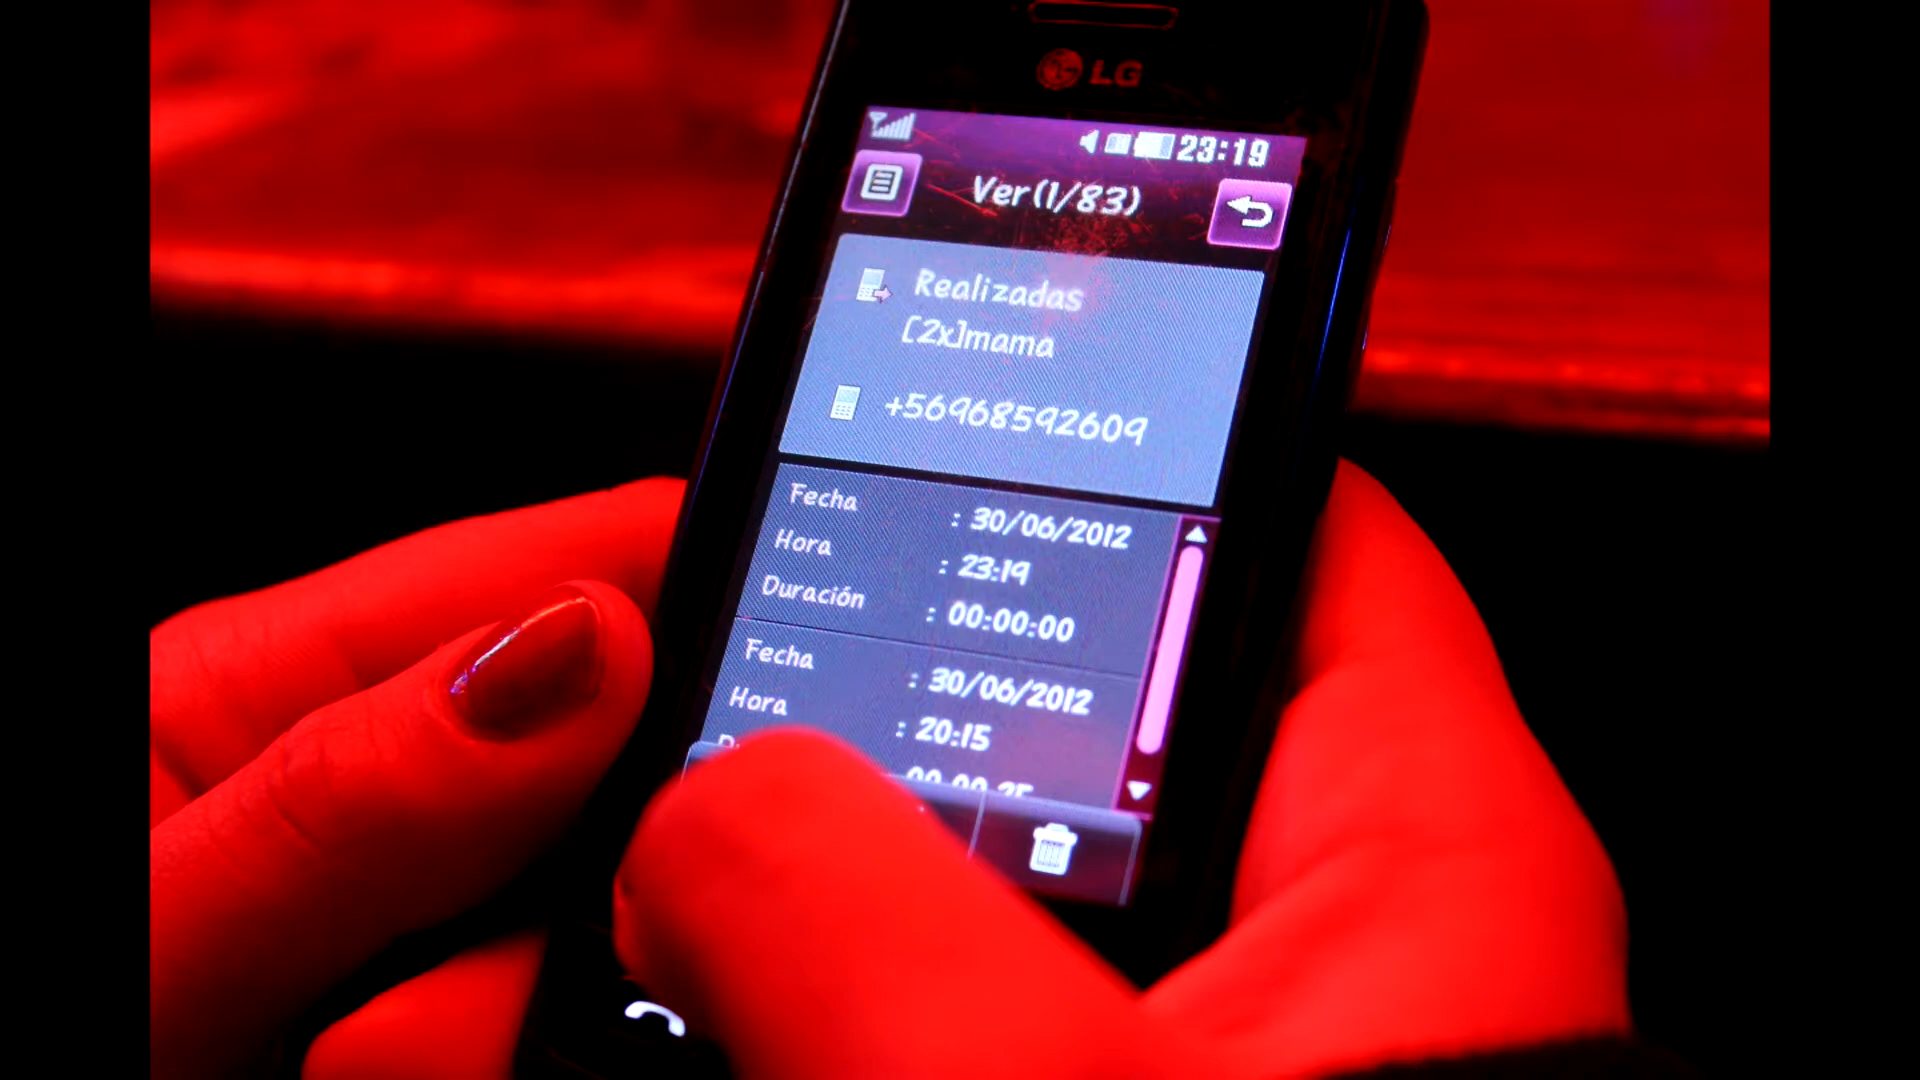 LG
23:19
Ver(1/83)
Realizadas
[2x]mama
+56968592609
Fecha : 30/06/2012
Hora : 23:19
Duración : 00:00:00
Fecha : 30/06/2012
Hora : 20:15